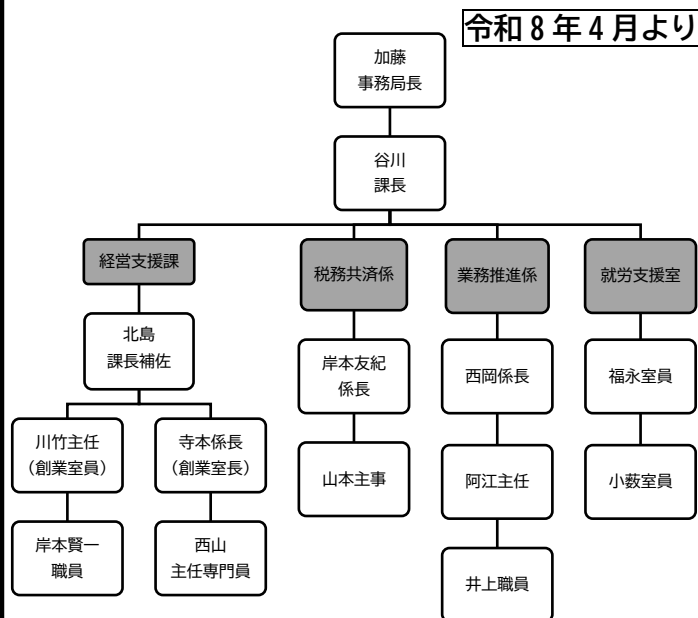 令和8年4月より
加藤
事務局長
谷川
課長
経営支援課
税務共済係
業務推進係
就労支援室
北島
課長補佐
岸本友紀
係長
西岡係長
福永室員
川竹主任
（創業室員）
寺本係長
（創業室長）
山本主事
阿江主任
小薮室員
岸本賢一
職員
西山
主任専門員
井上職員